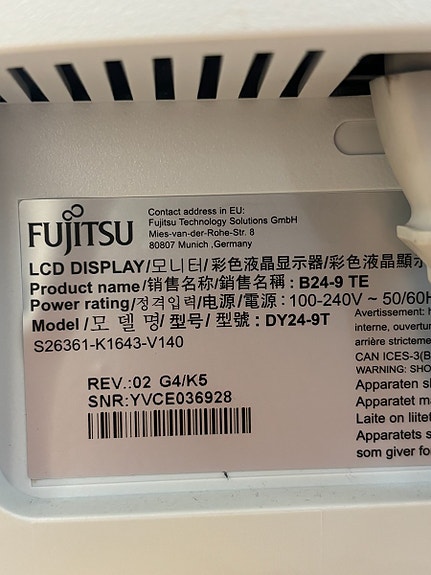 FUJITSU
Contact address in EU:
Fujitsu Technology Solutions GmbH
Mies-van-der-Rohe-Str. 8
80807 Munich ,Germany
LCD DISPLAY/모니터/彩色液晶显示器/彩色液晶顯示
Product name/销售名称/銷售名稱 : B24-9 TE
Power rating/정격입력/电源/電源 : 100-240V ~ 50/60H
Model/모 델 명/型号/ 型號 : DY24-9T
S26361-K1643-V140
Avertissement:
interne, ouvertur
arrière stricteme
CAN ICES-3(B
WARNING: SHO
Apparaten s
Apparatet m
Laite on liite
Apparatets s
som giver fo
REV.:02 G4/K5
SNR:YVCE036928